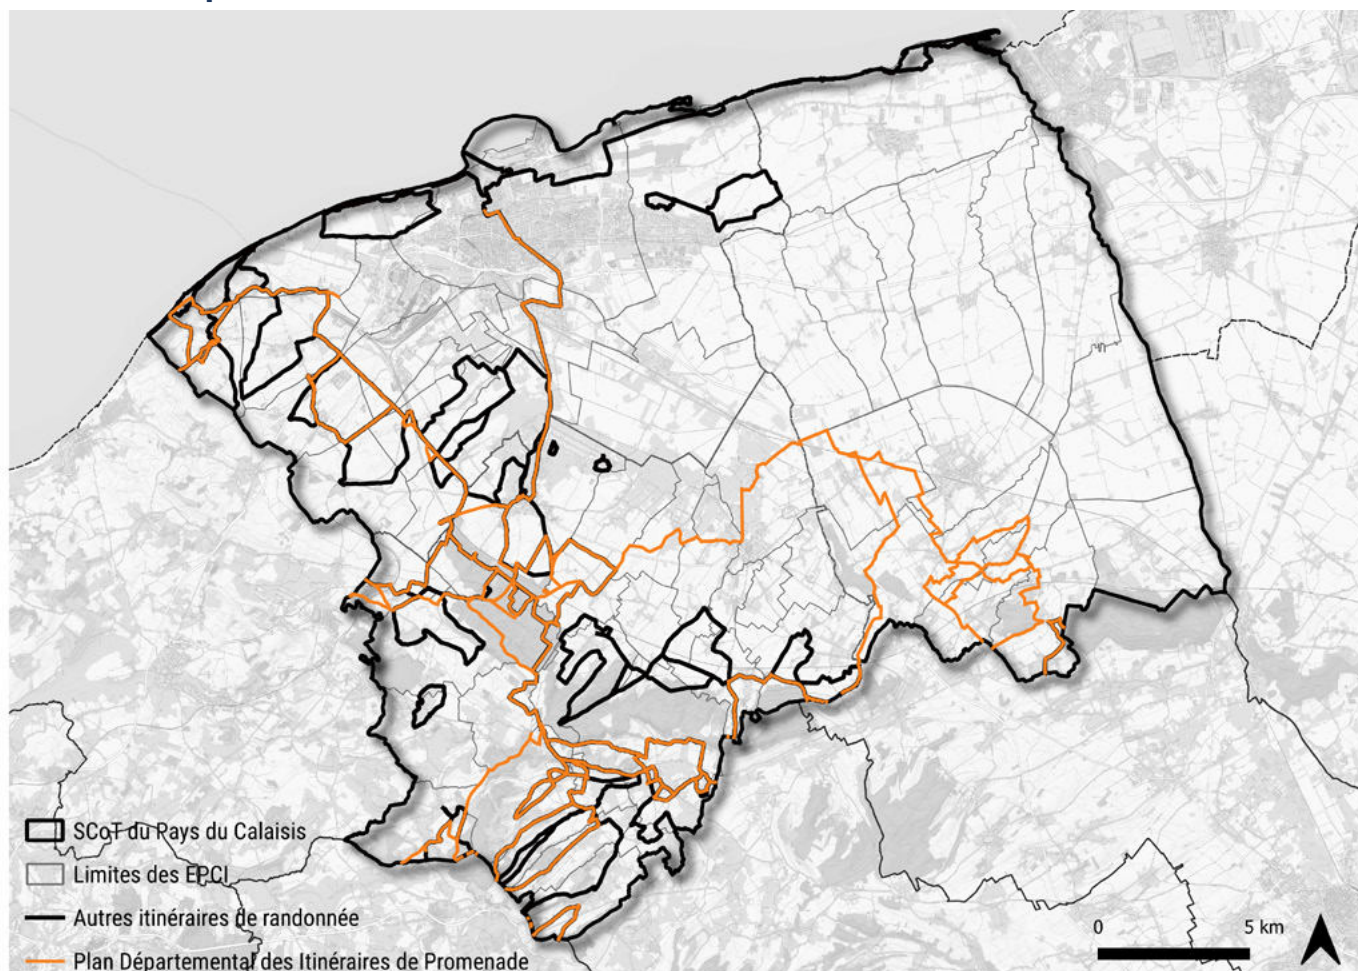 SCoT du Pays du Calaisis
Limites des EPCI
Autres itinéraires de randonnée
Plan Départemental des Itinéraires de Promenade
0 5 km